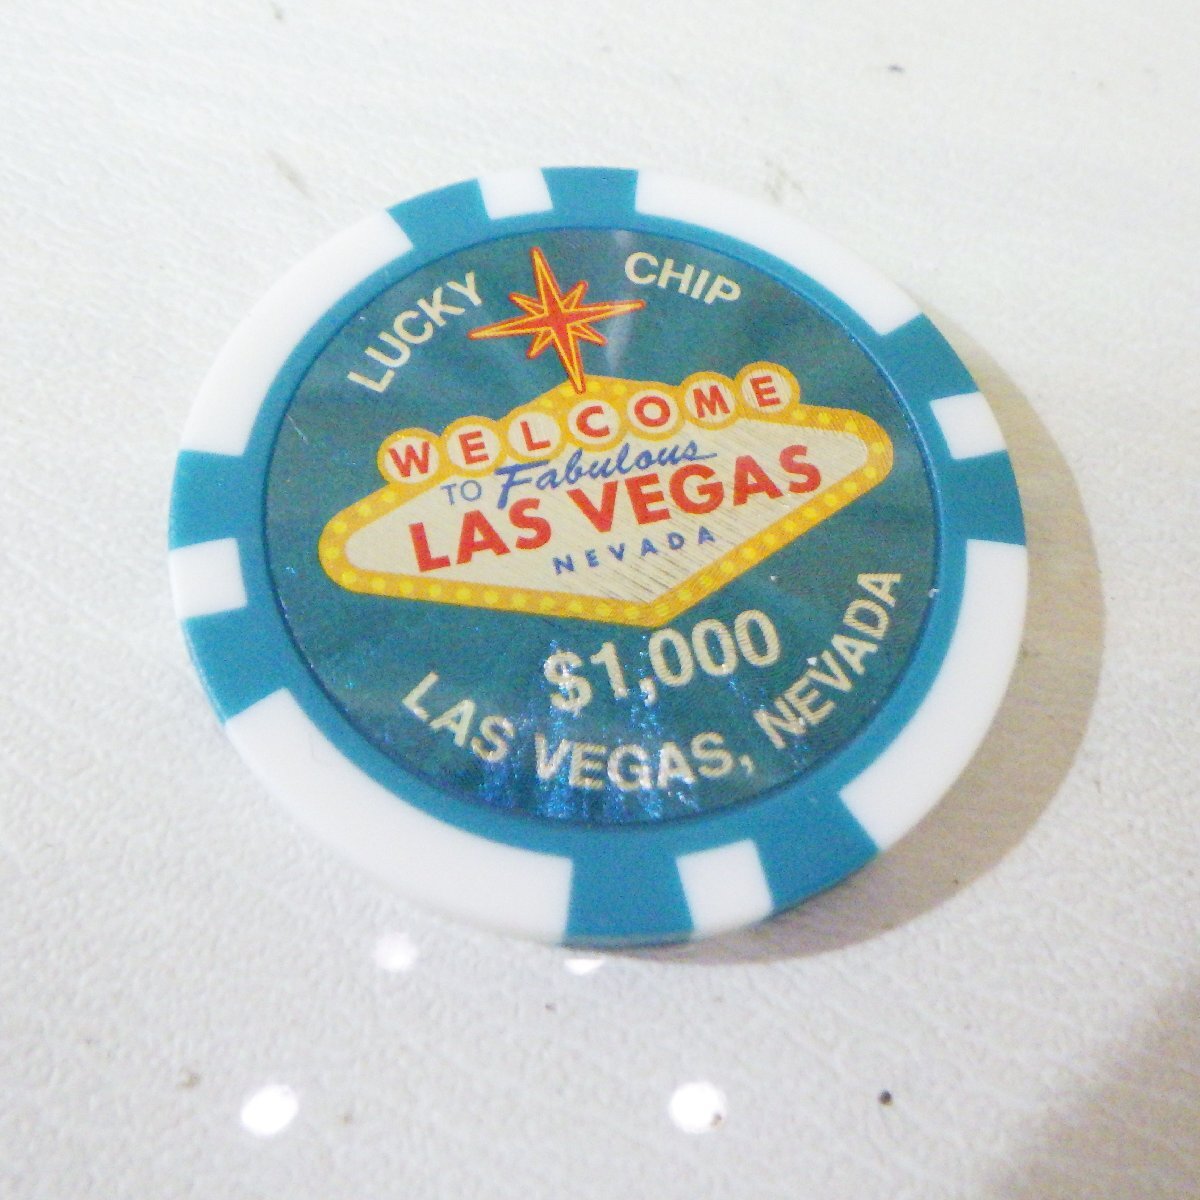 LUCKY CHIP
WELCOME
TO Fabulous
LAS VEGAS
NEVADA
$1,000
LAS VEGAS, NEVADA